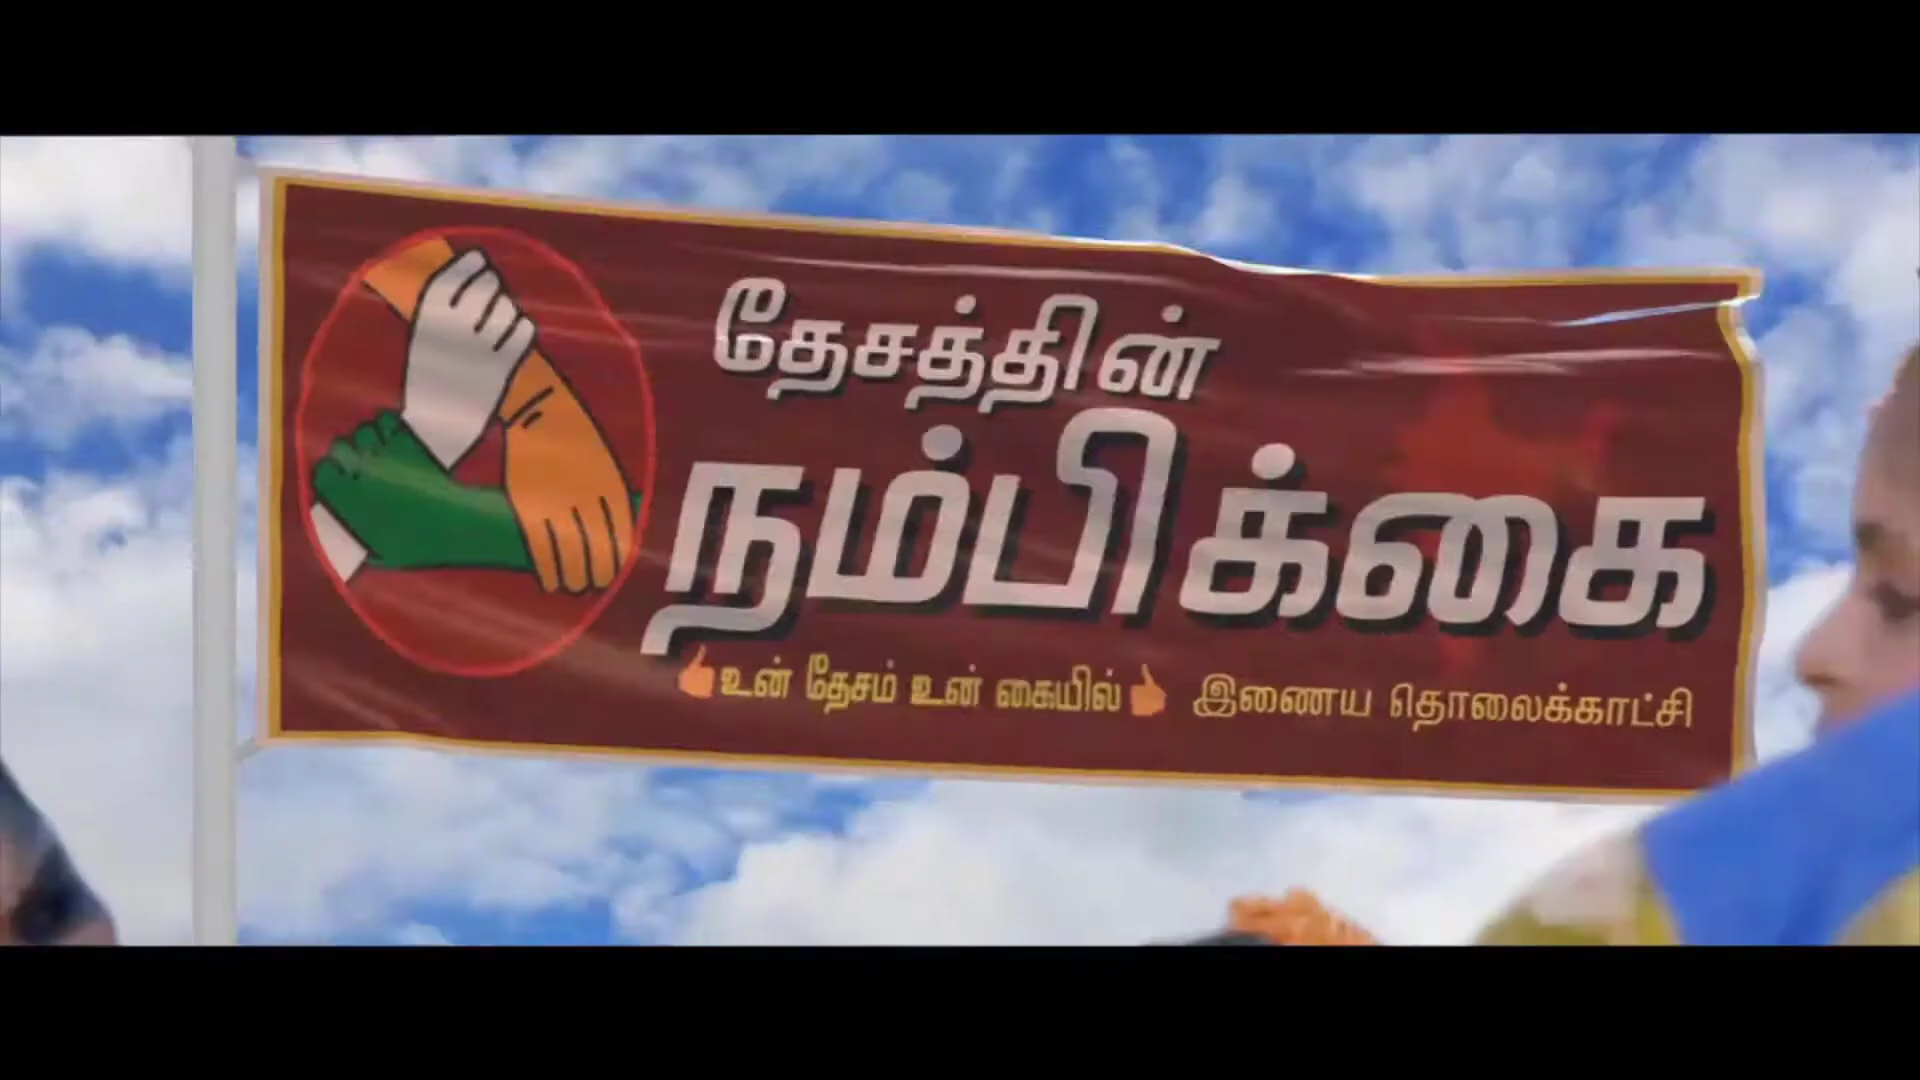 தேசத்தின்
நம்பிக்கை
உன் தேசம் உன் கையில் இணைய தொலைக்காட்சி